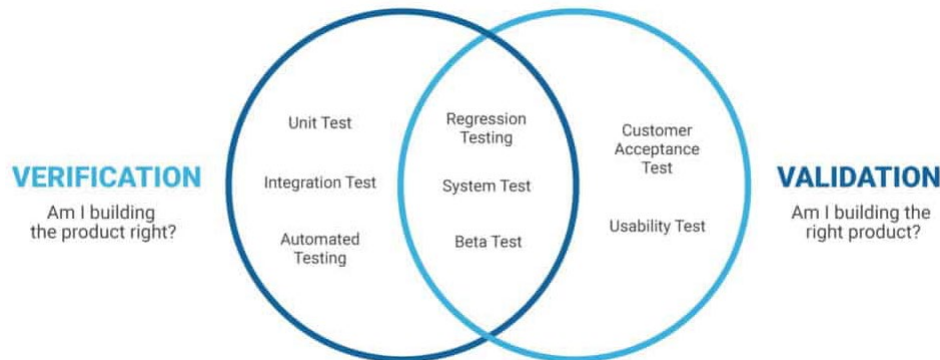 VERIFICATION
Am I building
the product right?
Unit Test
Integration Test
Automated
Testing
Regression
Testing
System Test
Beta Test
Customer
Acceptance
Test
Usability Test
VALIDATION
Am I building the
right product?